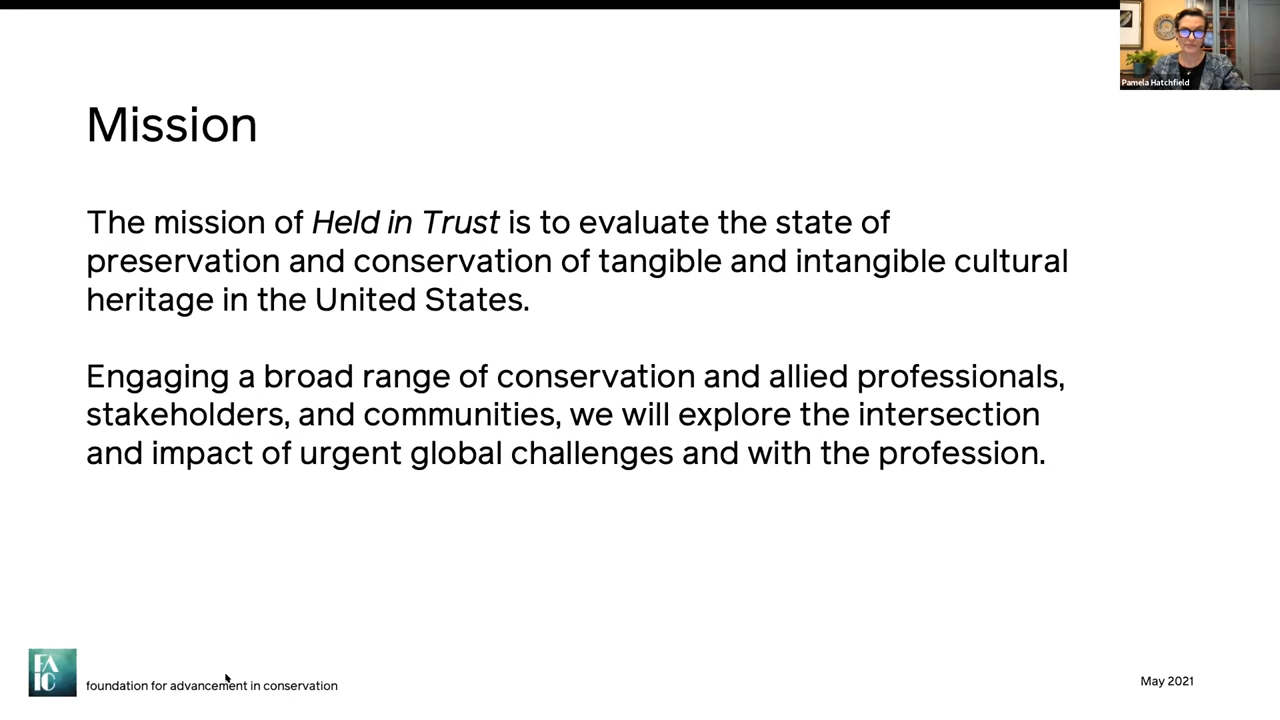 Pamela Hatchfield
Mission
The mission of Held in Trust is to evaluate the state of
preservation and conservation of tangible and intangible cultural
heritage in the United States.
Engaging a broad range of conservation and allied professionals,
stakeholders, and communities, we will explore the intersection
and impact of urgent global challenges and with the profession.
FA
IC
foundation for advancement in conservation
May 2021